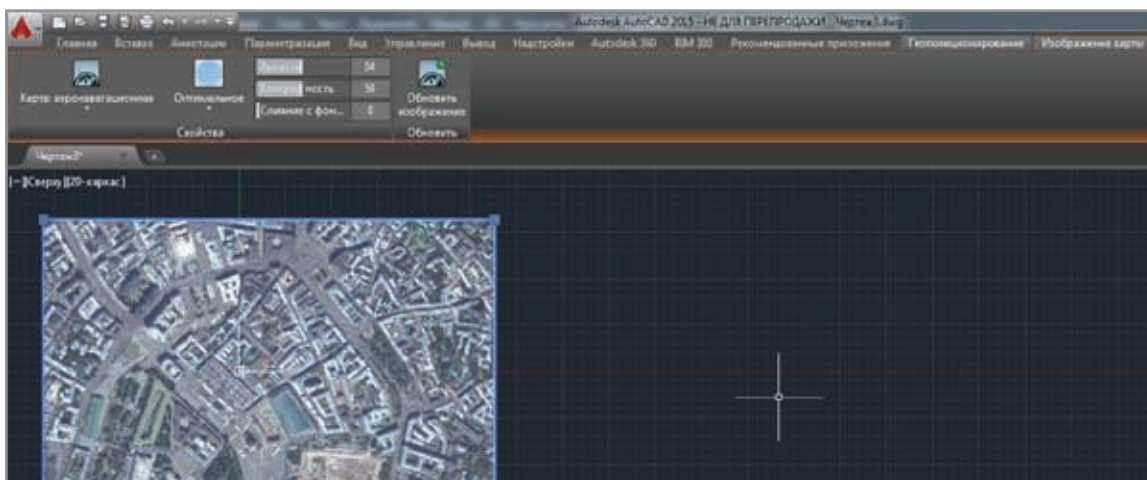 Autodesk AutoCAD 2015 - НЕ ДЛЯ ПЕРЕПРОДАЖИ Чертеж3.dwg
Главная Вставка Аннотации Параметризация Вид Управление Вывод Надстройки Autodesk 360 BIM 360 Рекомендованные приложения Геопозиционирование Изображение карты
Яркость 54
Карта: аэронавигационная Оптимальное Контрастность 56 Обновить
Слияние с фон... 0 изображение
Свойства Обновить
Чертеж3*
[-][Сверху][2D-каркас]